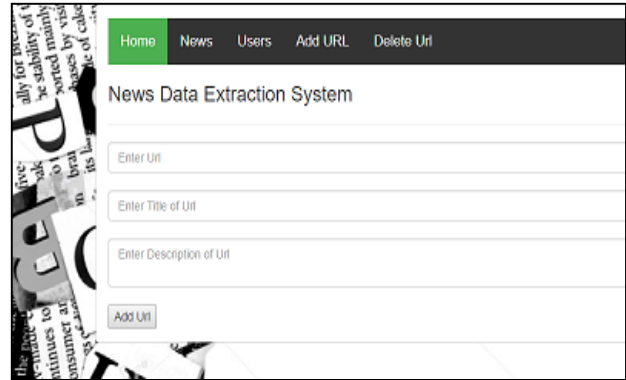 Home News Users Add URL Delete Url
News Data Extraction System
Enter Url
Enter Title of Url
Enter Description of Url
Add Url